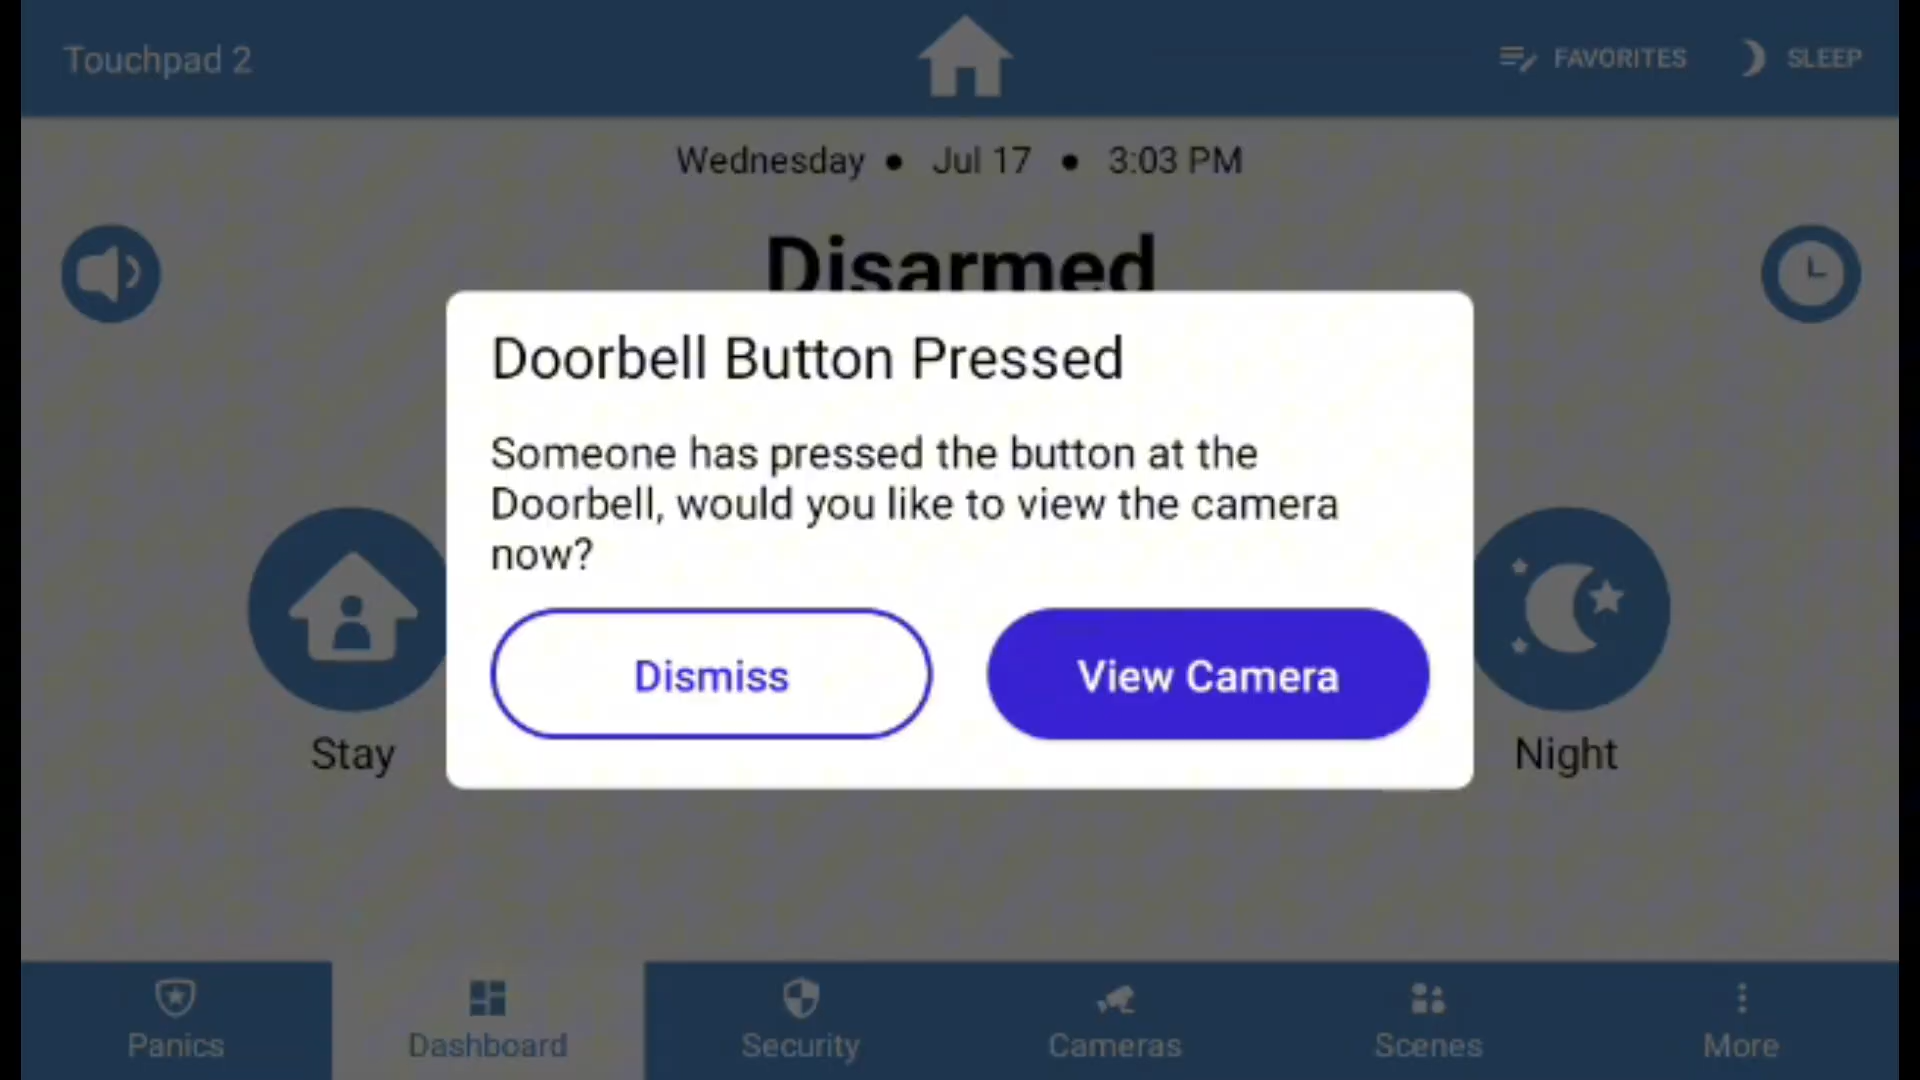 Touchpad 2
FAVORITES
SLEEP
Wednesday • Jul 17 • 3:03 PM
Disarmed
Doorbell Button Pressed
Someone has pressed the button at the
Doorbell, would you like to view the camera
now?
Dismiss
View Camera
Stay
Night
Panics
Dashboard
Security
Cameras
Scenes
More